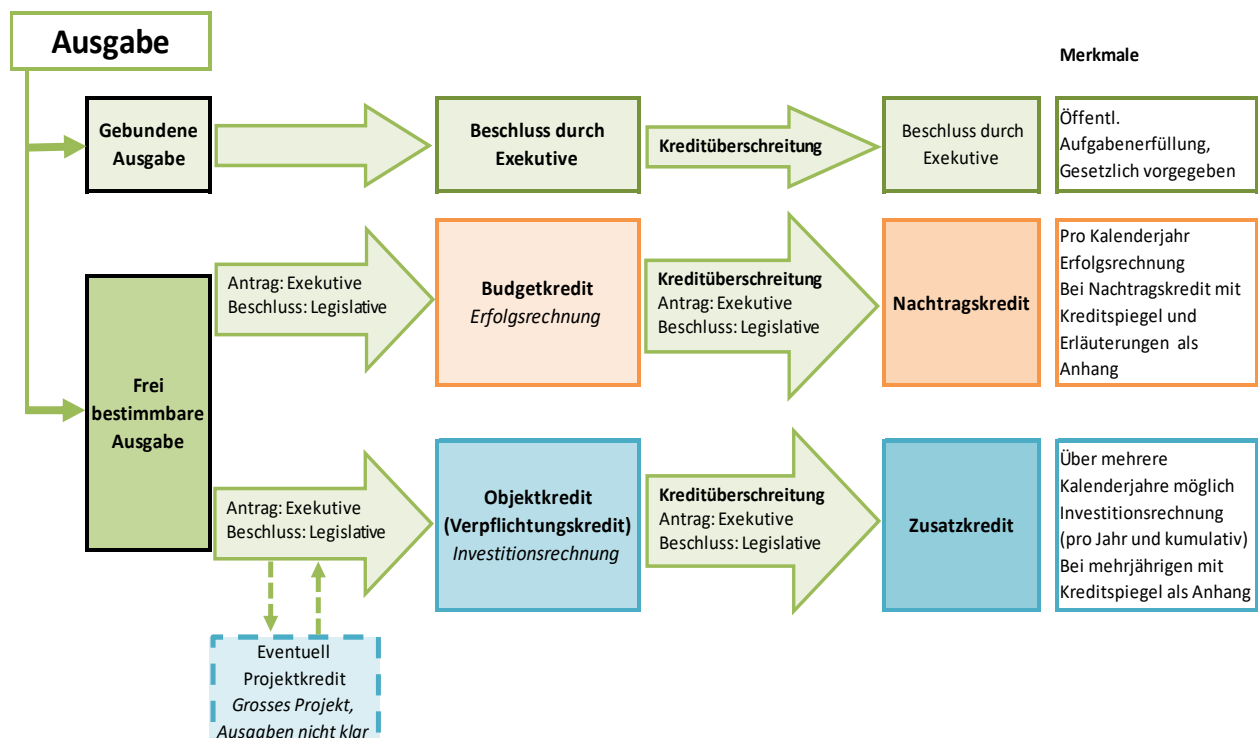 Ausgabe
Merkmale
Gebundene
Ausgabe
Beschluss durch
Exekutive
Kreditüberschreitung
Beschluss durch
Exekutive
Öffentl.
Aufgabenerfüllung,
Gesetzlich vorgegeben
Frei
bestimmbare
Ausgabe
Antrag: Exekutive
Beschluss: Legislative
Budgetkredit
Erfolgsrechnung
Kreditüberschreitung
Antrag: Exekutive
Beschluss: Legislative
Nachtragskredit
Pro Kalenderjahr
Erfolgsrechnung
Bei Nachtragskredit mit
Kreditspiegel und
Erläuterungen als
Anhang
Antrag: Exekutive
Beschluss: Legislative
Objektkredit
(Verpflichtungskredit)
Investitionsrechnung
Kreditüberschreitung
Antrag: Exekutive
Beschluss: Legislative
Zusatzkredit
Über mehrere
Kalenderjahre möglich
Investitionsrechnung
(pro Jahr und kumulativ)
Bei mehrjährigen mit
Kreditspiegel als Anhang
Eventuell
Projektkredit
Grosses Projekt,
Ausgaben nicht klar